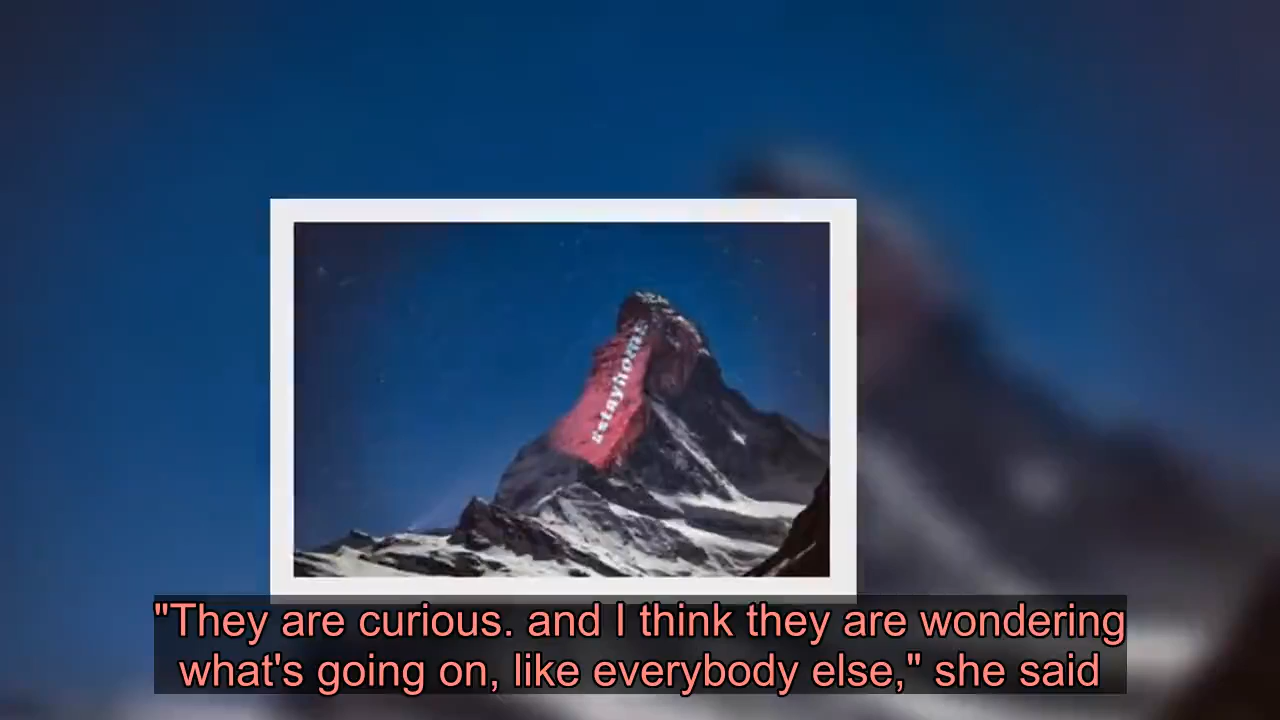 #stayhome
"They are curious. and I think they are wondering
what's going on, like everybody else," she said